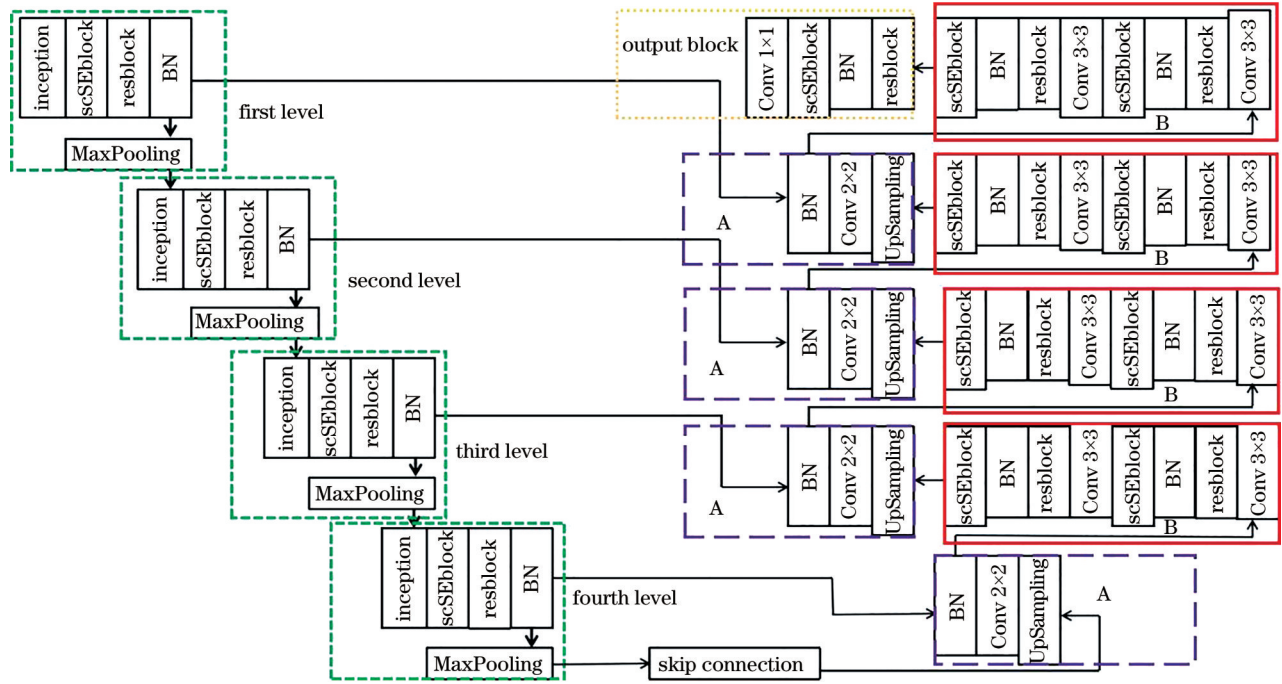 inception
scSEblock
resblock
BN
MaxPooling
first level
output block
Conv 1×1
scSEblock
BN
resblock
scSEblock
BN
resblock
Conv 3×3
scSEblock
BN
resblock
Conv 3×3
B
inception
scSEblock
resblock
BN
MaxPooling
second level
A
BN
Conv 2×2
UpSampling
scSEblock
BN
resblock
Conv 3×3
scSEblock
BN
resblock
Conv 3×3
B
inception
scSEblock
resblock
BN
MaxPooling
third level
A
BN
Conv 2×2
UpSampling
scSEblock
BN
resblock
Conv 3×3
scSEblock
BN
resblock
Conv 3×3
B
A
BN
Conv 2×2
UpSampling
scSEblock
BN
resblock
Conv 3×3
scSEblock
BN
resblock
Conv 3×3
B
inception
scSEblock
resblock
BN
MaxPooling
fourth level
skip connection
BN
Conv 2×2
UpSampling
A